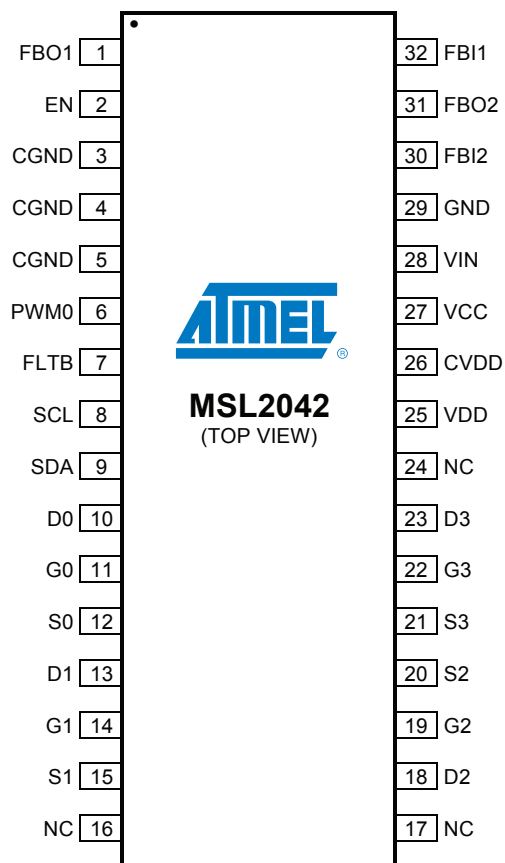 FBO1 1 32 FBI1
EN 2 31 FBO2
CGND 3 30 FBI2
CGND 4 29 GND
CGND 5 28 VIN
PWM0 6 27 VCC
ATMEL ®
FLTB 7 26 CVDD
MSL2042
SCL 8 25 VDD
(TOP VIEW)
SDA 9 24 NC
D0 10 23 D3
G0 11 22 G3
S0 12 21 S3
D1 13 20 S2
G1 14 19 G2
S1 15 18 D2
NC 16 17 NC